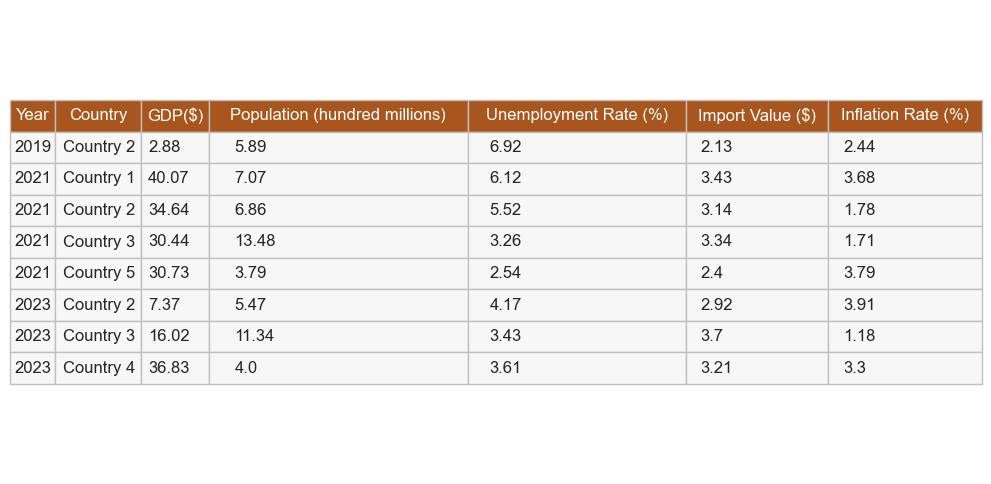 Year Country GDP($) Population (hundred millions) Unemployment Rate (%) Import Value ($) Inflation Rate (%)
2019 Country 2 2.88 5.89 6.92 2.13 2.44
2021 Country 1 40.07 7.07 6.12 3.43 3.68
2021 Country 2 34.64 6.86 5.52 3.14 1.78
2021 Country 3 30.44 13.48 3.26 3.34 1.71
2021 Country 5 30.73 3.79 2.54 2.4 3.79
2023 Country 2 7.37 5.47 4.17 2.92 3.91
2023 Country 3 16.02 11.34 3.43 3.7 1.18
2023 Country 4 36.83 4.0 3.61 3.21 3.3